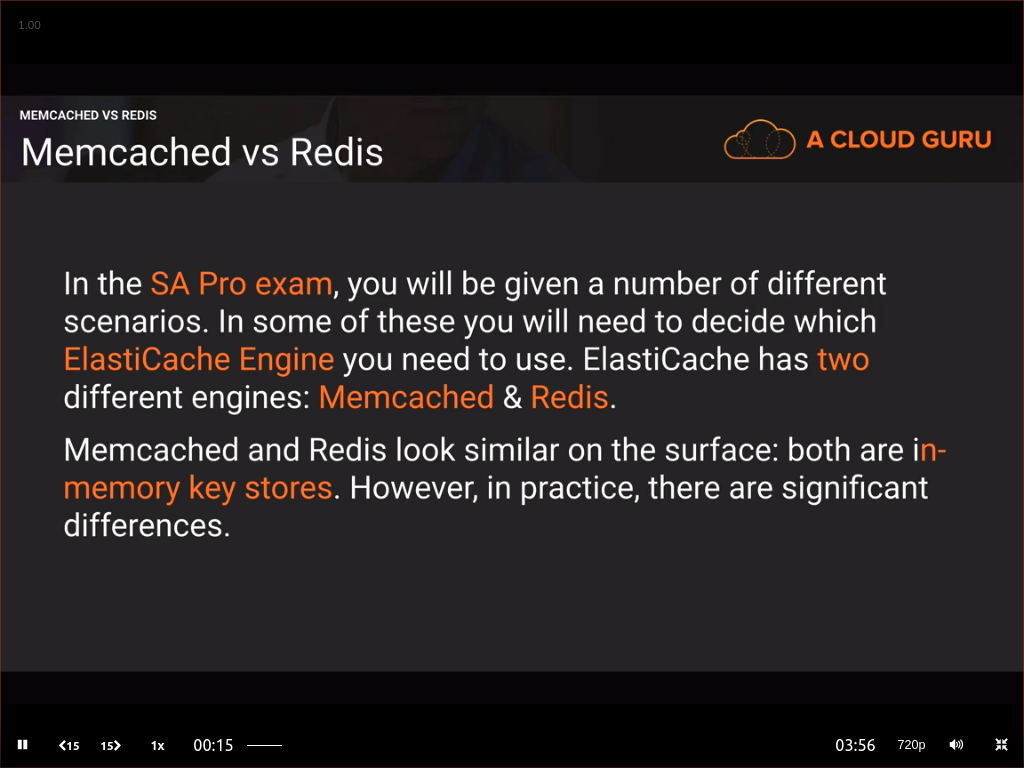 1.00
MEMCACHED VS REDIS
Memcached vs Redis
A CLOUD GURU
In the SA Pro exam, you will be given a number of different
scenarios. In some of these you will need to decide which
ElastiCache Engine you need to use. ElastiCache has two
different engines: Memcached & Redis.
Memcached and Redis look similar on the surface: both are in-
memory key stores. However, in practice, there are significant
differences.
15 15 1x 00:15 03:56 720p